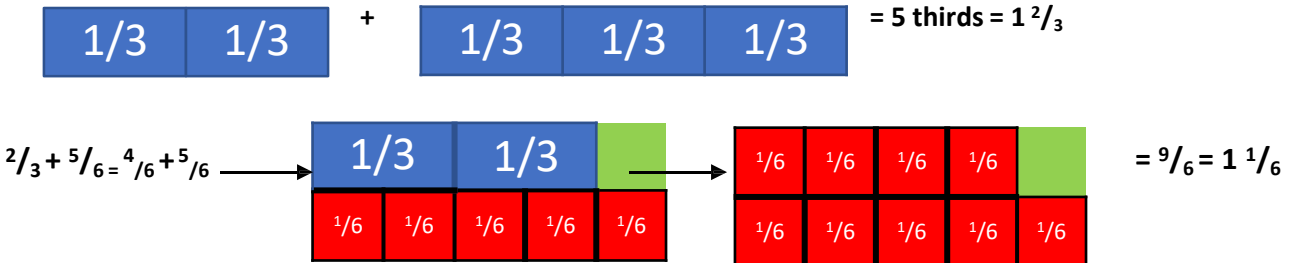 1/3 1/3 + 1/3 1/3 1/3 = 5 thirds = 1 2/3
2/3 + 5/6 = 4/6 + 5/6 1/3 1/3 1/6 1/6 1/6 1/6 = 9/6 = 1 1/6
1/6 1/6 1/6 1/6 1/6 1/6 1/6 1/6 1/6 1/6